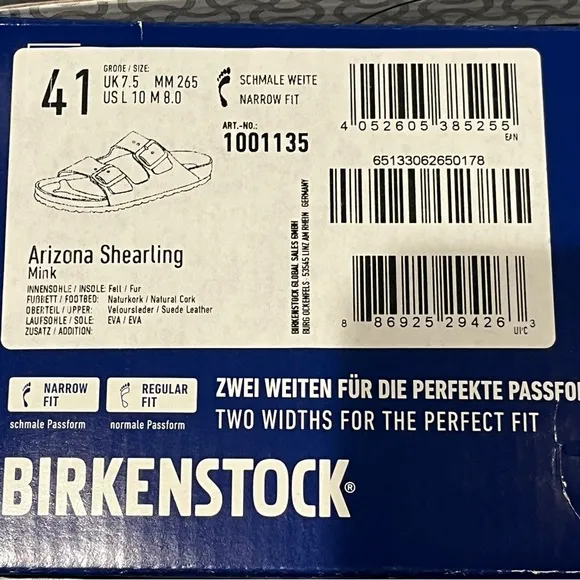 41
GRÖßE / SIZE:
UK 7.5 MM 265
US L 10 M 8.0
SCHMALE WEITE
NARROW FIT
ART.-NO.:
1001135
4 052605 385255
EAN
65133062650178
8 86925 29426 3
UPC
Arizona Shearling
Mink
INNENSOHLE / INSOLE: Fell / Fur
FUßBETT / FOOTBED: Naturkork / Natural Cork
OBERTEIL / UPPER: Veloursleder / Suede Leather
LAUFSOHLE / SOLE: EVA / EVA
ZUSATZ / ADDITION:
BIRKENSTOCK GLOBAL SALES GMBH
BURG OCKENFELS 53545 LINZ AM RHEIN GERMANY
NARROW FIT
schmale Passform
REGULAR FIT
normale Passform
ZWEI WEITEN FÜR DIE PERFEKTE PASSFO
TWO WIDTHS FOR THE PERFECT FIT
BIRKENSTOCK®